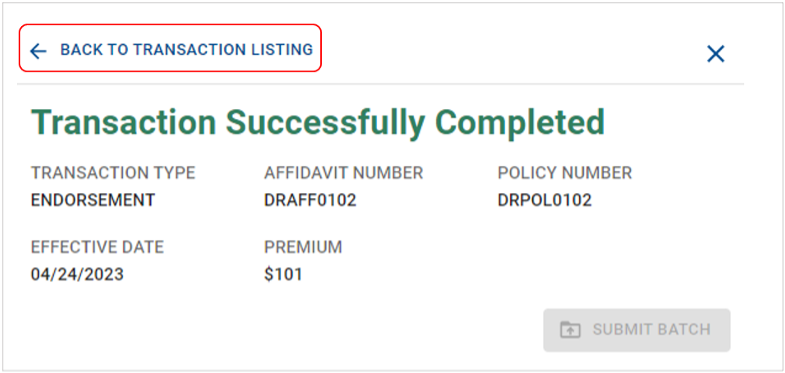 BACK TO TRANSACTION LISTING
Transaction Successfully Completed
TRANSACTION TYPE AFFIDAVIT NUMBER POLICY NUMBER
ENDORSEMENT DRAFF0102 DRPOL0102
EFFECTIVE DATE PREMIUM
04/24/2023 $101
SUBMIT BATCH